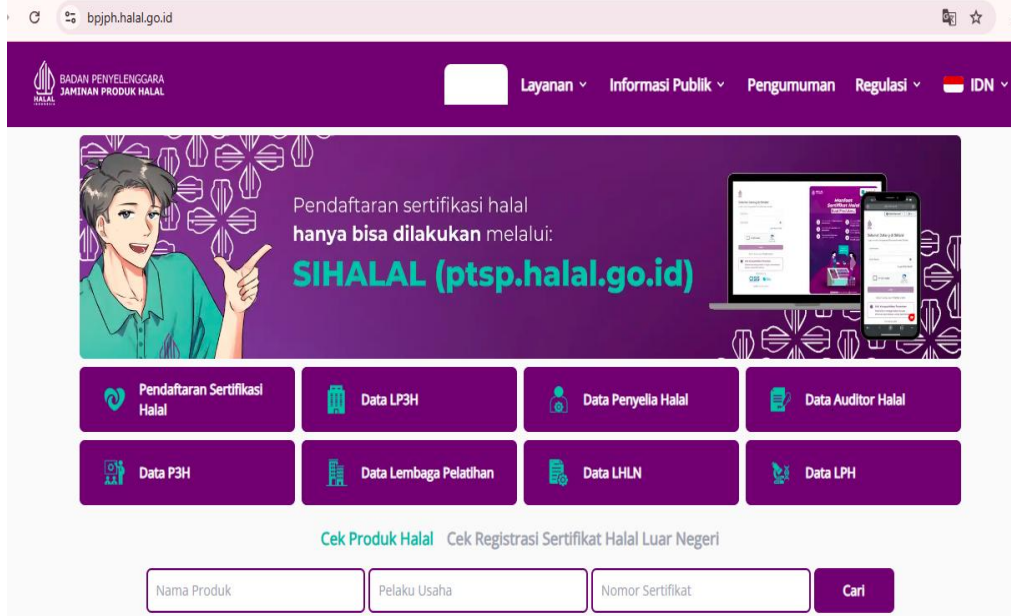 bpjph.halal.go.id
BADAN PENYELENGGARA
JAMINAN PRODUK HALAL
HALAL
INDONESIA
Layanan
Informasi Publik
Pengumuman
Regulasi
IDN
Pendaftaran sertifikasi halal
hanya bisa dilakukan melalui:
SIHALAL (ptsp.halal.go.id)
Pendaftaran Sertifikasi
Halal
Data LP3H
Data Penyelia Halal
Data Auditor Halal
Data P3H
Data Lembaga Pelatihan
Data LHLN
Data LPH
Cek Produk Halal Cek Registrasi Sertifikat Halal Luar Negeri
Nama Produk
Pelaku Usaha
Nomor Sertifikat
Cari